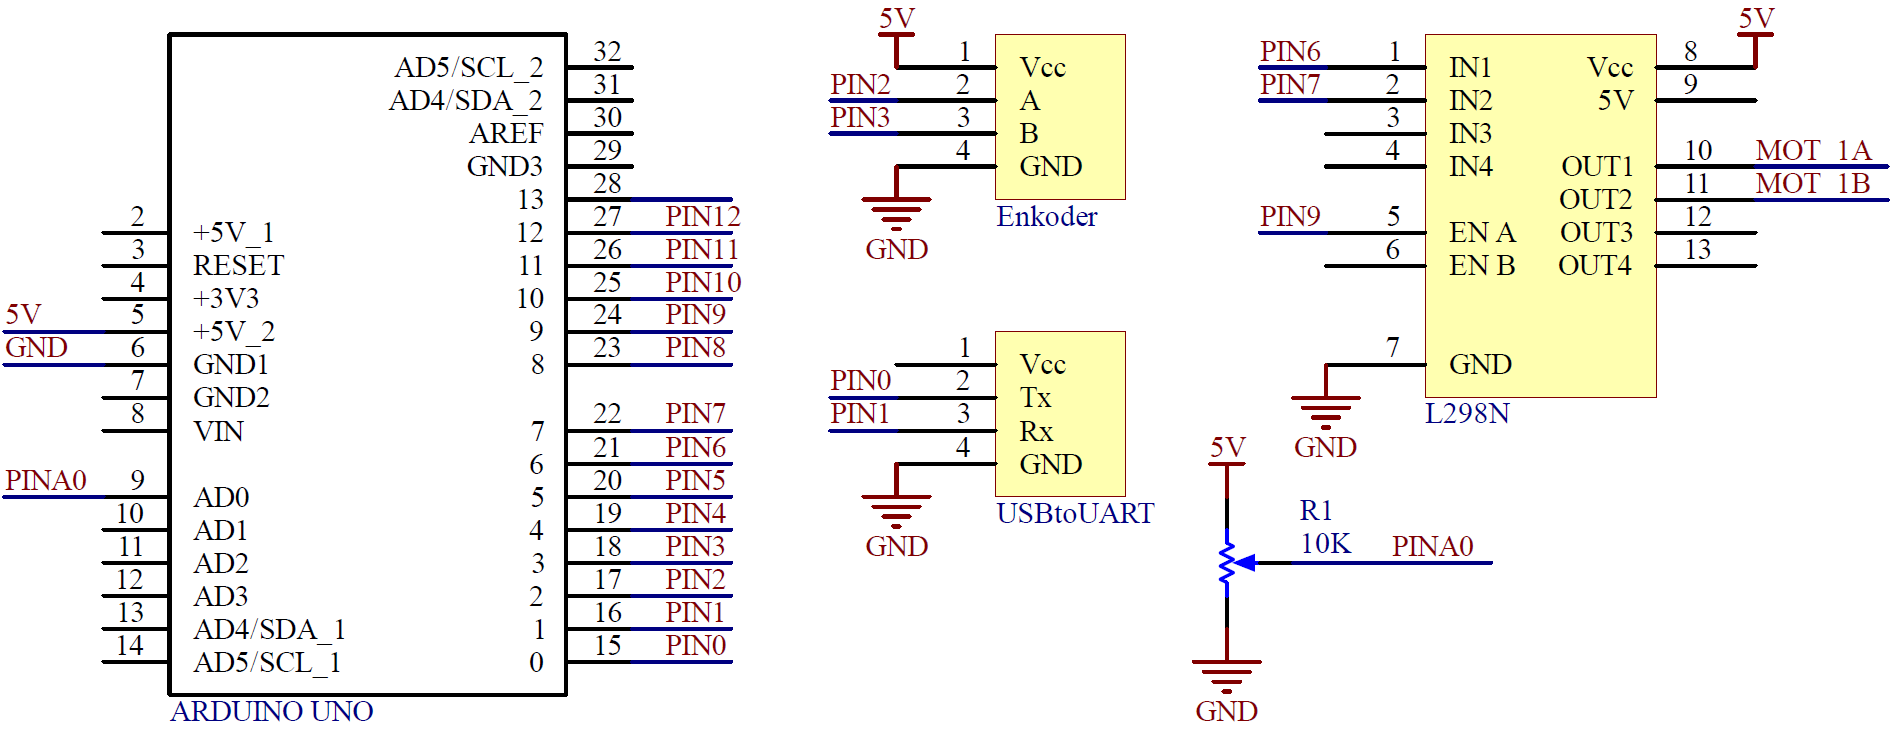 32
AD5/SCL_2
31
AD4/SDA_2
30
AREF
29
GND3
28
13
2
27
PIN12
+5V_1
12
3
26
PIN11
RESET
11
4
25
PIN10
+3V3
10
5V
5
24
PIN9
+5V_2
9
GND
6
23
PIN8
GND1
8
7
GND2
8
22
PIN7
VIN
7
21
PIN6
6
PINA0
9
20
PIN5
AD0
5
10
19
PIN4
AD1
4
11
18
PIN3
AD2
3
12
17
PIN2
AD3
2
13
16
PIN1
AD4/SDA_1
1
14
15
PIN0
AD5/SCL_1
0
ARDUINO UNO
5V
1
Vcc
PIN2
2
A
PIN3
3
B
4
GND
Enkoder
GND
1
Vcc
PIN0
2
Tx
PIN1
3
Rx
4
GND
USBtoUART
GND
5V
PIN6
1
8
IN1
Vcc
PIN7
2
9
IN2
5V
3
IN3
4
10
MOT 1A
IN4
OUT1
11
MOT 1B
OUT2
PIN9
5
12
EN A
OUT3
6
13
EN B
OUT4
7
GND
L298N
GND
5V
R1
10K
PINA0
GND